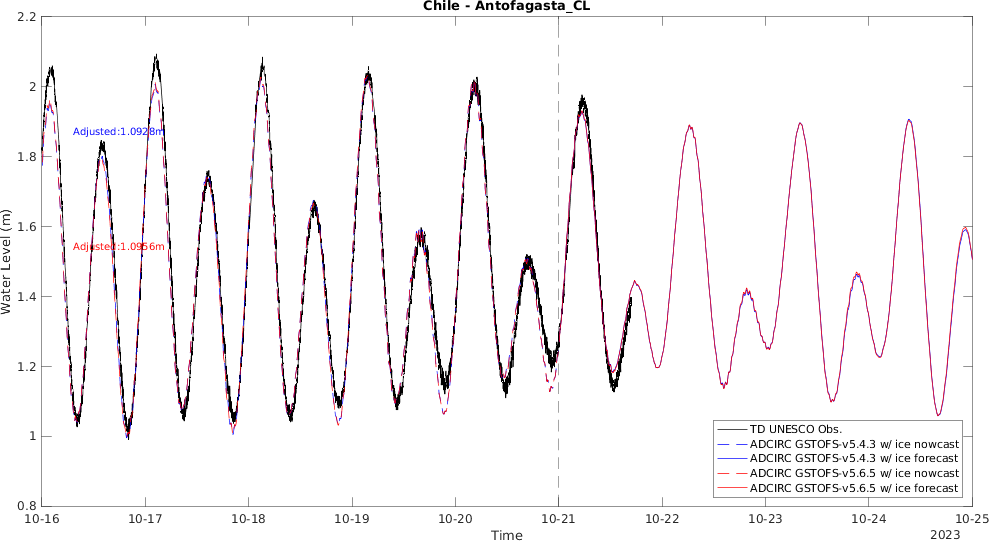 Chile - Antofagasta_CL
2.2
2
1.8
1.6
1.4
1.2
1
0.8
Water Level (m)
Adjusted:1.0928m
Adjusted:1.0956m
TD UNESCO Obs.
ADCIRC GSTOFS-v5.4.3 w/ ice nowcast
ADCIRC GSTOFS-v5.4.3 w/ ice forecast
ADCIRC GSTOFS-v5.6.5 w/ ice nowcast
ADCIRC GSTOFS-v5.6.5 w/ ice forecast
10-16 10-17 10-18 10-19 10-20 10-21 10-22 10-23 10-24 10-25
Time
2023